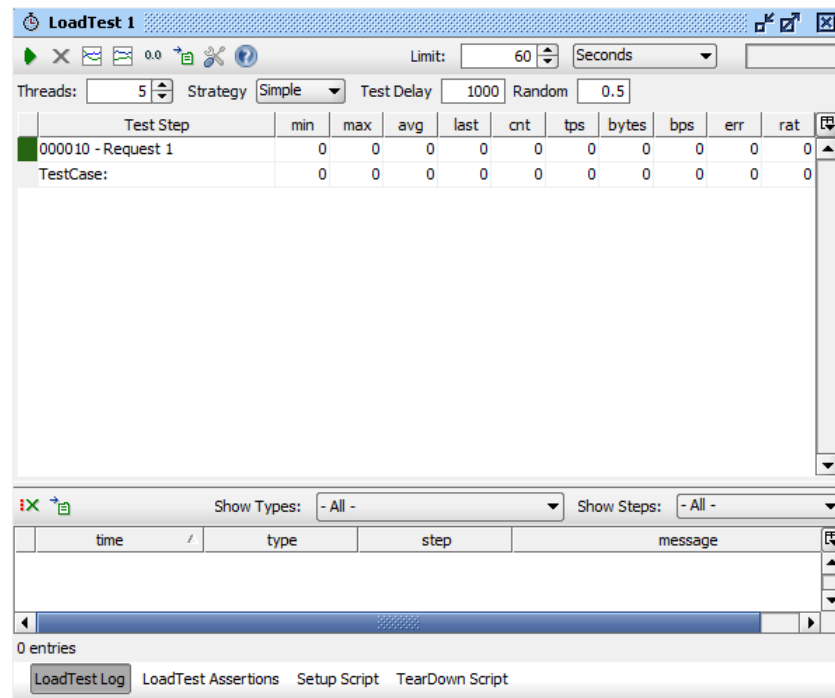 LoadTest 1
0.0 Limit: 60 Seconds
Threads: 5 Strategy Simple Test Delay 1000 Random 0.5
Test Step min max avg last cnt tps bytes bps err rat
000010 - Request 1 0 0 0 0 0 0 0 0 0 0
TestCase: 0 0 0 0 0 0 0 0 0 0
Show Types: - All - Show Steps: - All -
time type step message
0 entries
LoadTest Log LoadTest Assertions Setup Script TearDown Script